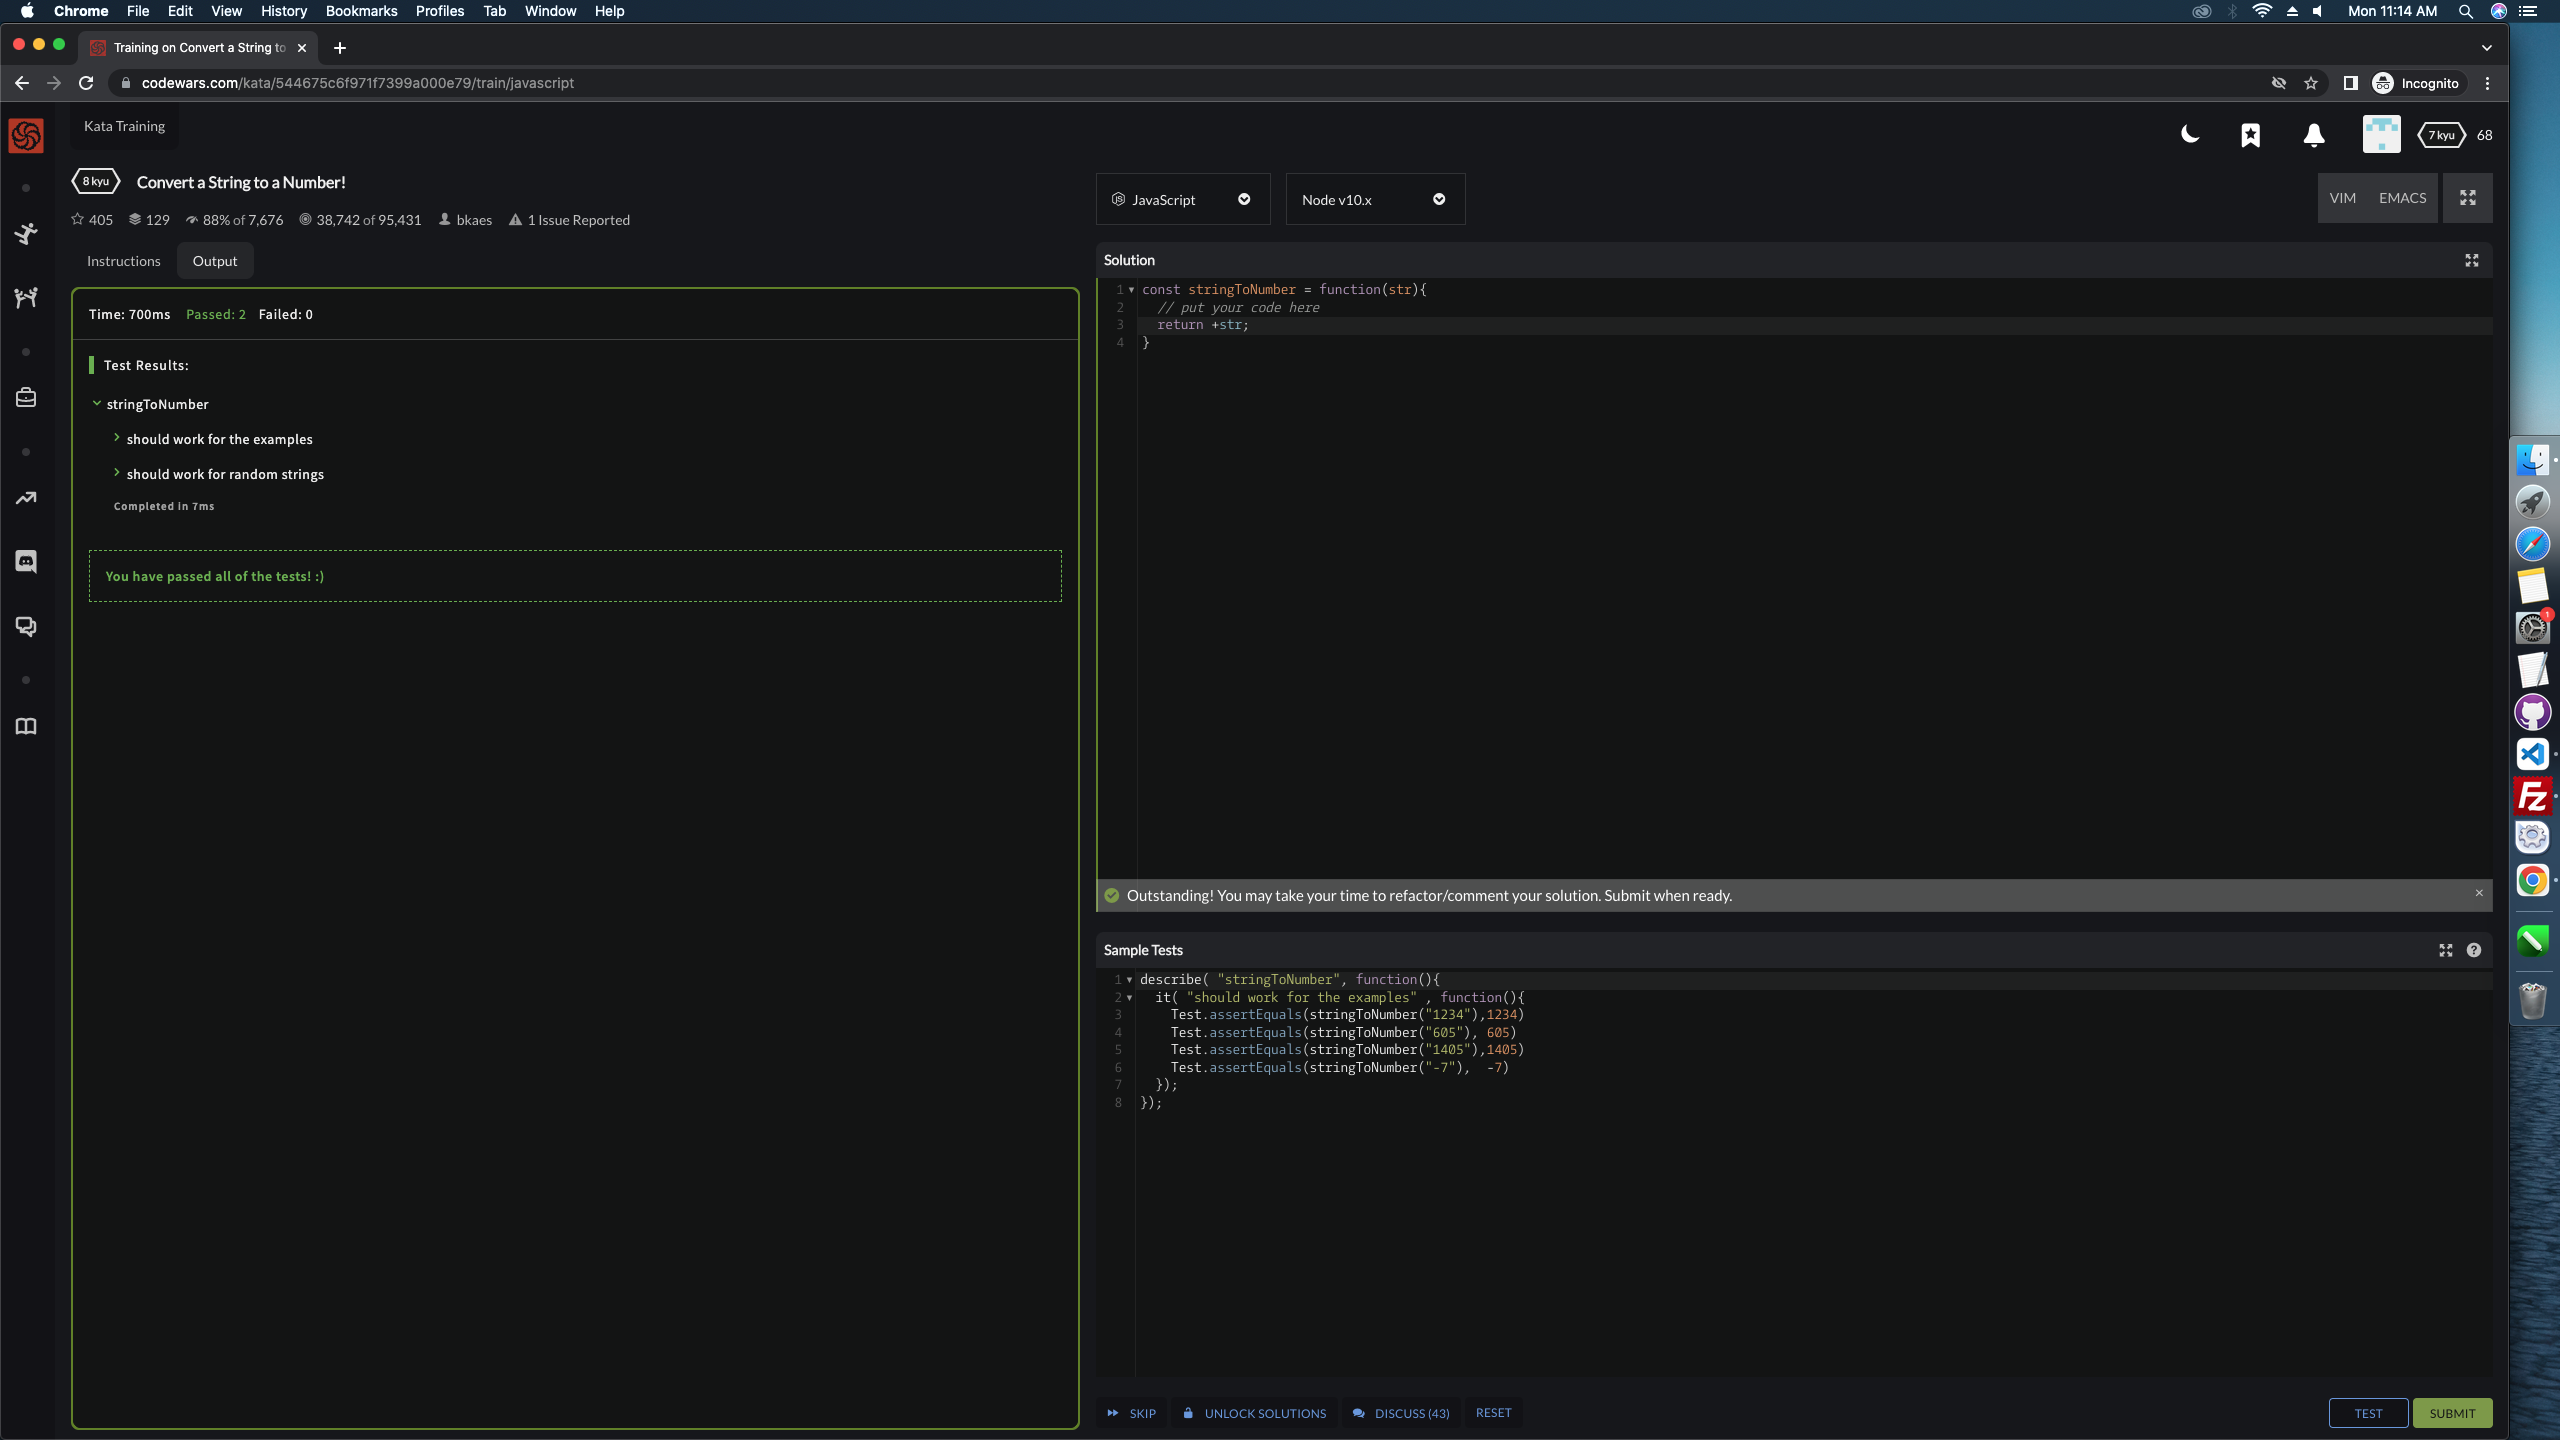 Chrome File Edit View History Bookmarks Profiles Tab Window Help
Mon 11:14 AM
Training on Convert a String to
codewars.com/kata/544675c6f971f7399a000e79/train/javascript
Incognito
Kata Training
7 kyu 68
8 kyu Convert a String to a Number!
405 129 88% of 7,676 38,742 of 95,431 bkaes 1 Issue Reported
JavaScript
Node v10.x
VIM EMACS
Instructions
Output
Time: 700ms Passed: 2 Failed: 0
Test Results:
stringToNumber
should work for the examples
should work for random strings
Completed in 7ms
You have passed all of the tests! :)
Solution
1 const stringToNumber = function(str){
2 // put your code here
3 return +str;
4 }
Outstanding! You may take your time to refactor/comment your solution. Submit when ready.
Sample Tests
1 describe( "stringToNumber", function(){
2 it( "should work for the examples" , function(){
3 Test.assertEquals(stringToNumber("1234"),1234)
4 Test.assertEquals(stringToNumber("605"), 605)
5 Test.assertEquals(stringToNumber("1405"),1405)
6 Test.assertEquals(stringToNumber("-7"), -7)
7 });
8 });
SKIP UNLOCK SOLUTIONS DISCUSS (43) RESET
TEST SUBMIT
1
Fz